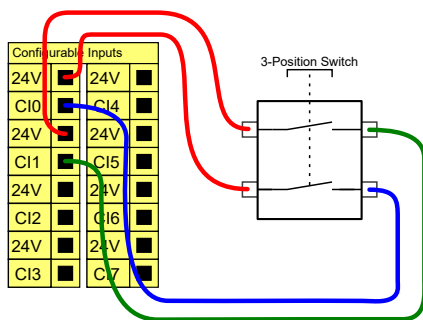 Configurable Inputs
3-Position Switch
24V 24V
CI0 CI4
24V 24V
CI1 CI5
24V 24V
CI2 CI6
24V 24V
CI3 CI7